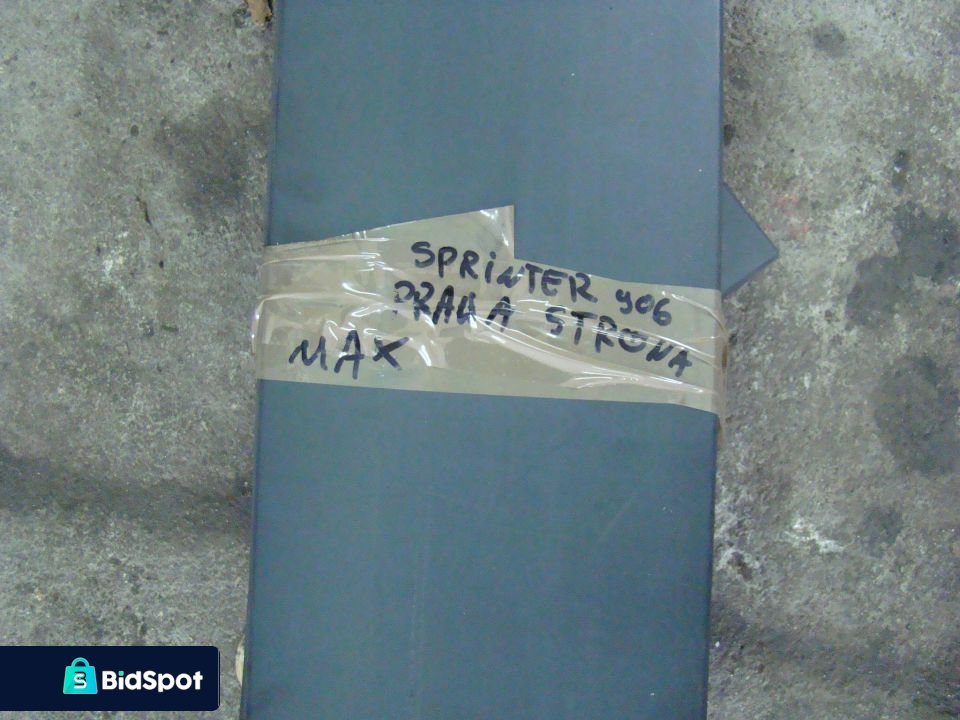 SPRiNTER 906
PRAWA STRONA
MAX
BidSpot